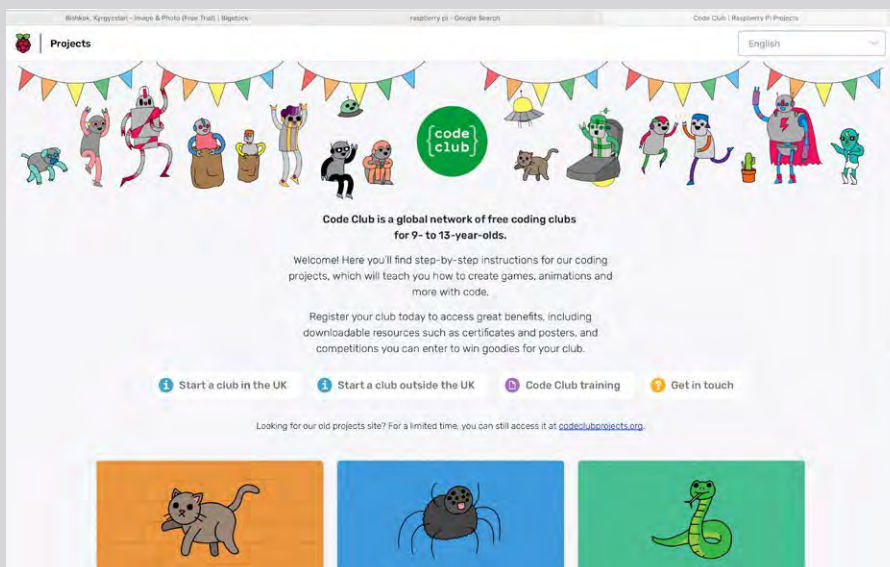 Bishkek, Kyrgyzstan - Image & Photo (Free Trial) | Bigstock
raspberry pi - Google Search
Code Club | Raspberry Pi Projects
Projects
English
{code
club}
Code Club is a global network of free coding clubs
for 9- to 13-year-olds.
Welcome! Here you'll find step-by-step instructions for our coding
projects, which will teach you how to create games, animations and
more with code.
Register your club today to access great benefits, including
downloadable resources such as certificates and posters, and
competitions you can enter to win goodies for your club.
Start a club in the UK
Start a club outside the UK
Code Club training
Get in touch
Looking for our old projects site? For a limited time, you can still access it at codeclubprojects.org.